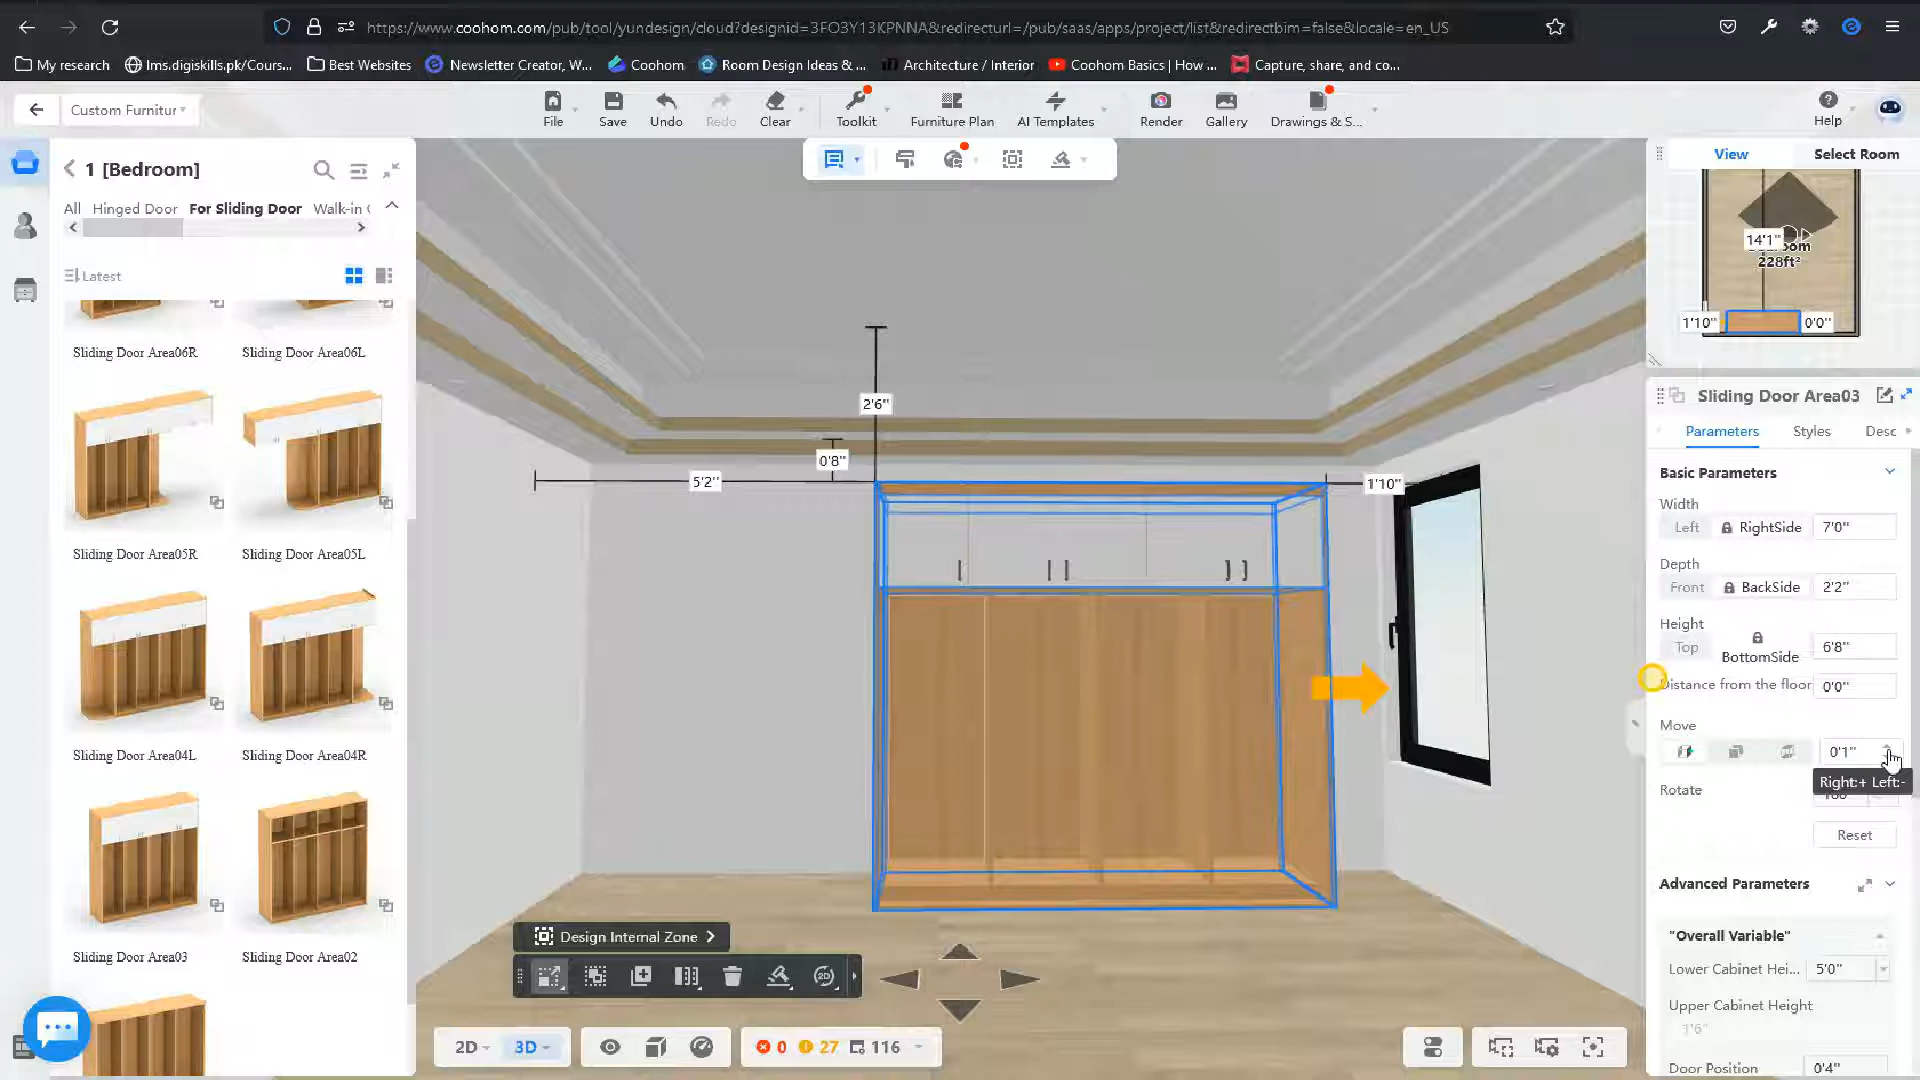 https://www.coohom.com/pub/tool/yundesign/cloud?designid=3FO3Y13KPNNA&redirecturl=/pub/saas/apps/project/list&redirectbim=false&locale=en_US
My research
lms.digiskills.pk/Cours...
Best Websites
Newsletter Creator, W...
Coohom
Room Design Ideas & ...
Architecture / Interior
Coohom Basics | How ...
Capture, share, and co...
Custom Furnitur
File
Save
Undo
Redo
Clear
Toolkit
Furniture Plan
AI Templates
Render
Gallery
Drawings & S...
Help
1 [Bedroom]
All
Hinged Door
For Sliding Door
Walk-in
Latest
Sliding Door Area06R
Sliding Door Area06L
Sliding Door Area05R
Sliding Door Area05L
Sliding Door Area04L
Sliding Door Area04R
Sliding Door Area03
Sliding Door Area02
2'6"
0'8"
5'2"
1'10"
Design Internal Zone
2D
3D
0
27
116
View
Select Room
14'1"
228ft²
1'10"
0'0"
Sliding Door Area03
Parameters
Styles
Desc
Basic Parameters
Width
Left
RightSide
7'0"
Depth
Front
BackSide
2'2"
Height
Top
BottomSide
6'8"
Distance from the floor
0'0"
Move
0'1"
Right:+ Left:-
Rotate
Reset
Advanced Parameters
"Overall Variable"
Lower Cabinet Hei...
5'0"
Upper Cabinet Height
1'6"
Door Position
0'4"